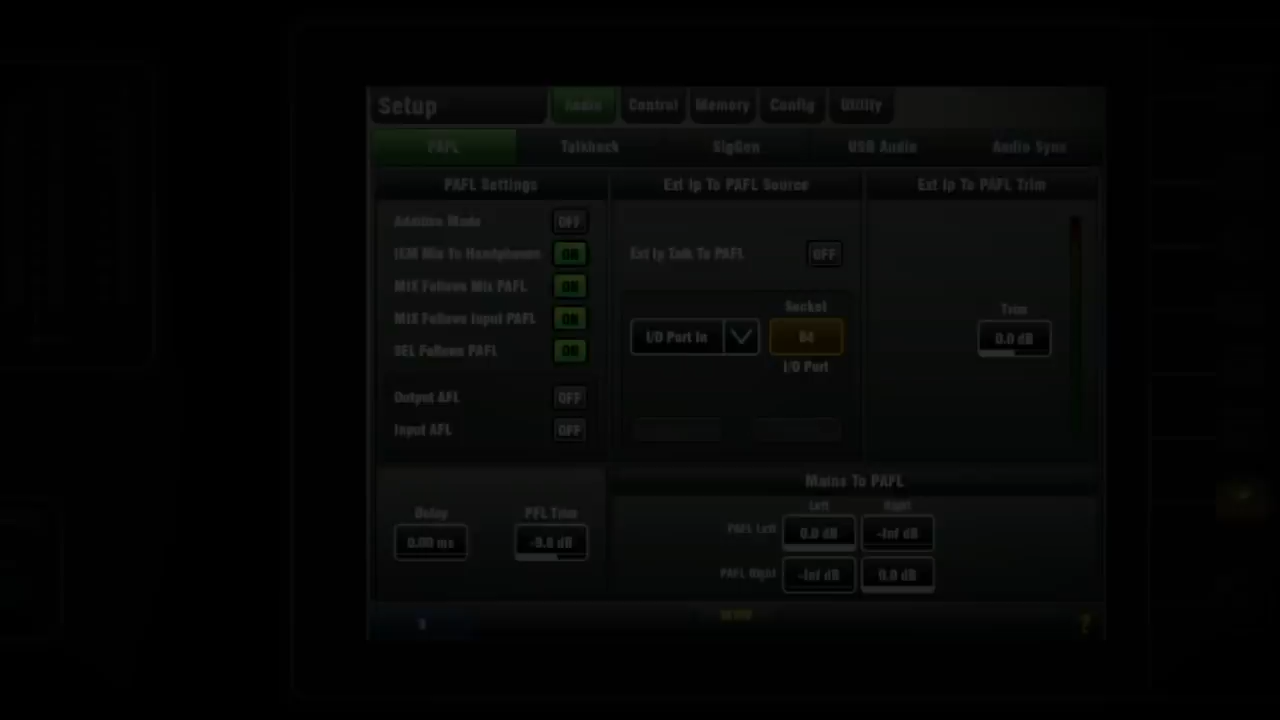 Setup Audio Control Memory Config Utility
PAFL Talkback SigGen USB Audio Audio Sync
PAFL Settings
Additive Mode OFF
IEM Mix To Headphones ON
MIX Follows Mix PAFL ON
MIX Follows Input PAFL ON
SEL Follows PAFL ON
Output AFL OFF
Input AFL OFF
Delay
0.00 ms
PFL Trim
Ext Ip To PAFL Source
Ext Ip Talk To PAFL OFF
I/O Port In
Socket
64
I/O Port
Ext Ip To PAFL Trim
Trim
0.0 dB
Mains To PAFL
Left Right
PAFL Left 0.0 dB -Inf dB
PAFL Right -Inf dB 0.0 dB
?